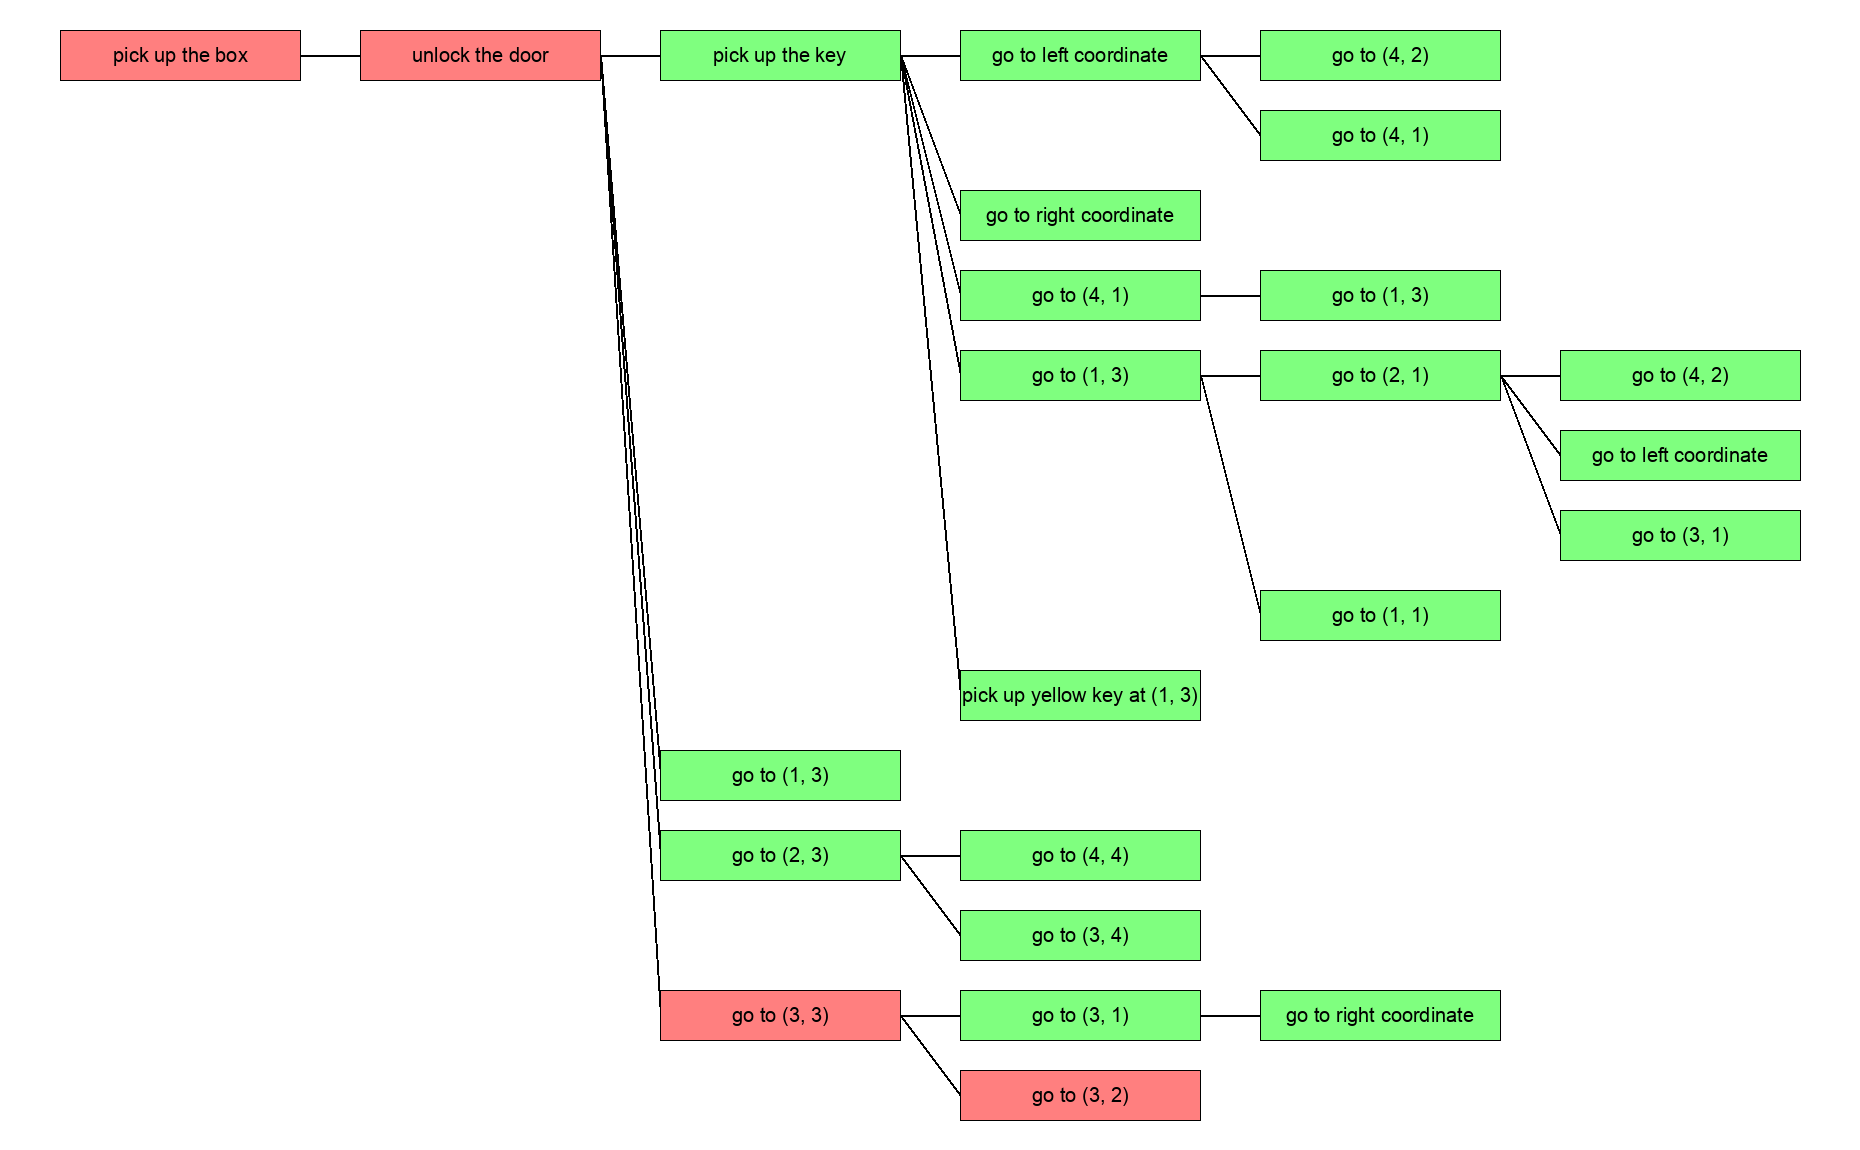 pick up the box
unlock the door
pick up the key
go to left coordinate
go to (4, 2)
go to (4, 1)
go to right coordinate
go to (4, 1)
go to (1, 3)
go to (1, 3)
go to (2, 1)
go to (4, 2)
go to left coordinate
go to (3, 1)
go to (1, 1)
pick up yellow key at (1, 3)
go to (1, 3)
go to (2, 3)
go to (4, 4)
go to (3, 4)
go to (3, 3)
go to (3, 1)
go to right coordinate
go to (3, 2)